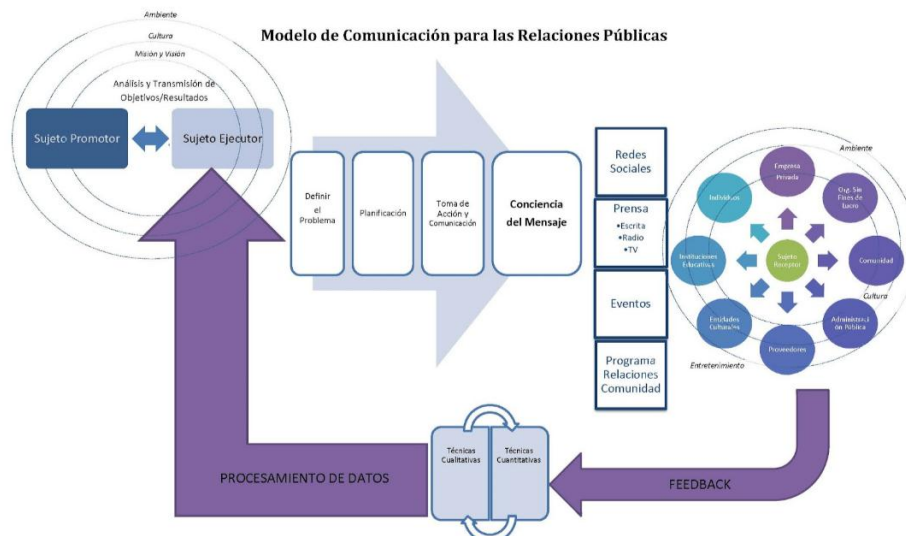 Modelo de Comunicación para las Relaciones Públicas
Ambiente
Cultura
Misión y Visión
Análisis y Transmisión de
Objetivos/Resultados
Sujeto Promotor
Sujeto Ejecutor
Definir
el
Problema
Planificación
Toma de
Acción y
Comunicación
Conciencia
del Mensaje
Redes
Sociales
Prensa
•Escrita
•Radio
•TV
Eventos
Programa
Relaciones
Comunidad
Ambiente
Empresa
Privada
Org. Sin
Fines de
Lucro
Comunidad
Cultura
Administraci
ón Pública
Proveedores
Entretenimiento
Entidades
Culturales
Instituciones
Educativas
Individuos
Sujeto
Receptor
FEEDBACK
Técnicas
Cualitativas
Técnicas
Cuantitativas
PROCESAMIENTO DE DATOS